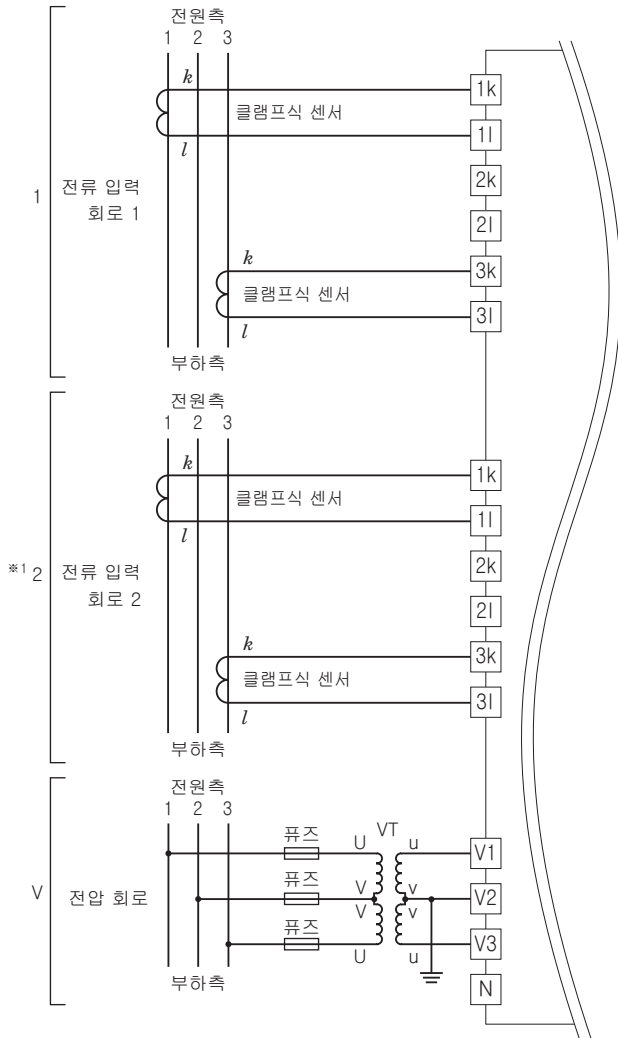 전원측
1 2 3
k
1k
클램프식 센서
1l
l
2k
1
전류 입력
회로 1
2l
k
3k
클램프식 센서
3l
l
부하측
전원측
1 2 3
k
1k
클램프식 센서
1l
l
2k
※1 2
전류 입력
회로 2
2l
k
3k
클램프식 센서
3l
l
부하측
전원측
1 2 3
퓨즈
U
VT
u
V1
V
전압 회로
퓨즈
V
v
V2
V
v
퓨즈
V3
U
u
부하측
N